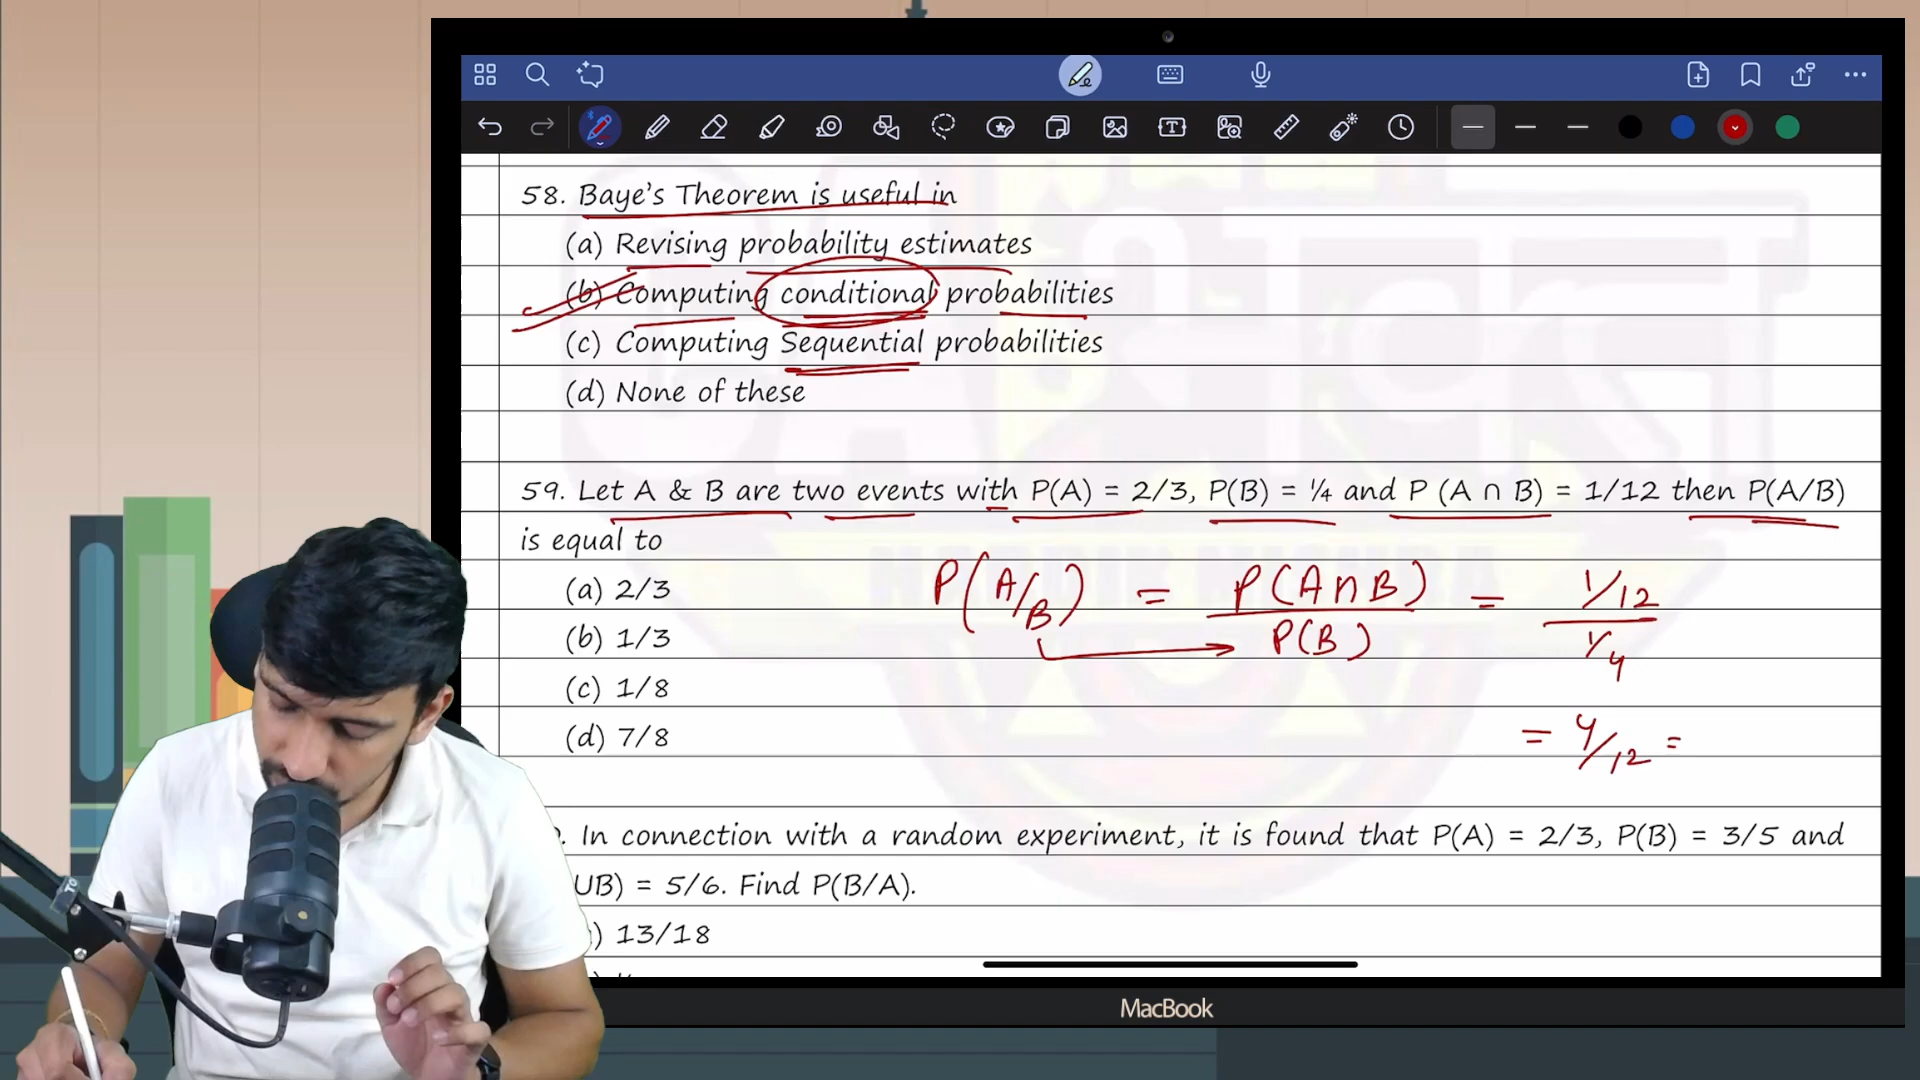 58. Baye's Theorem is useful in
(a) Revising probability estimates
(b) Computing conditional probabilities
(c) Computing Sequential probabilities
(d) None of these
59. Let A & B are two events with P(A) = 2/3, P(B) = ¼ and P (A ∩ B) = 1/12 then P(A/B)
is equal to
(a) 2/3
(b) 1/3
(c) 1/8
(d) 7/8
P(A/B) = P(A∩B)/P(B) = 1/12 / 1/4
= 4/12 =
In connection with a random experiment, it is found that P(A) = 2/3, P(B) = 3/5 and
UB) = 5/6. Find P(B/A).
) 13/18
MacBook